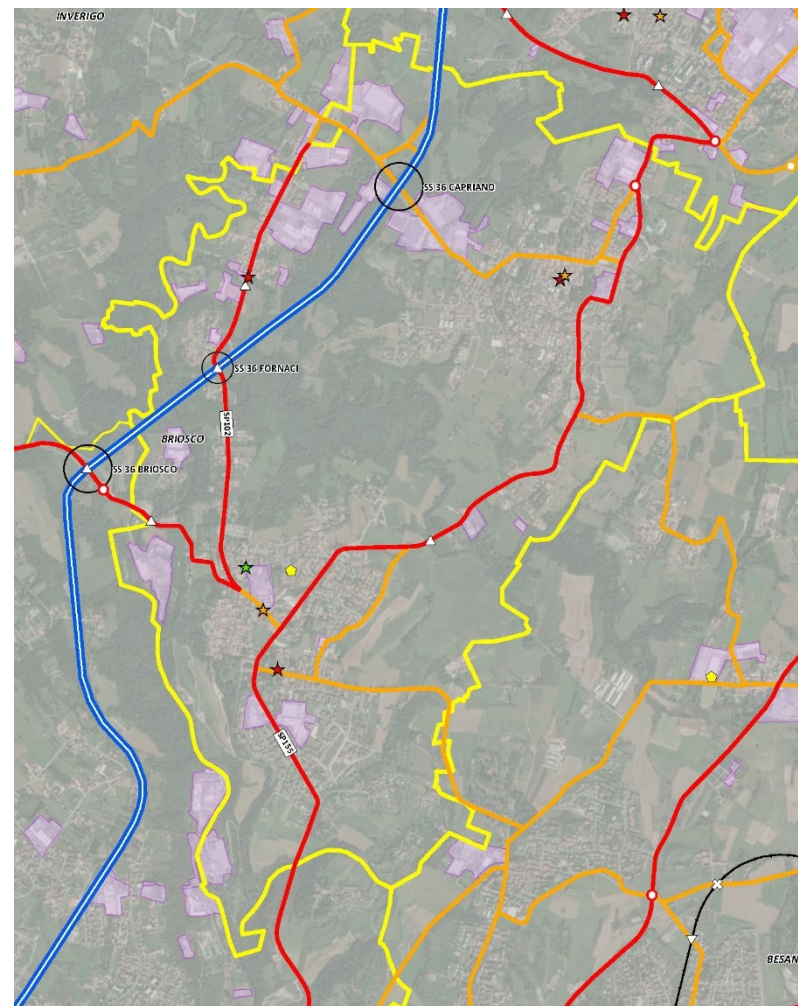 INVERIGO
SS 36 CAPRIANO
SS 36 FORNACI
SP102
BRIOSCO
SS 36 BRIOSCO
SP155
BESAN